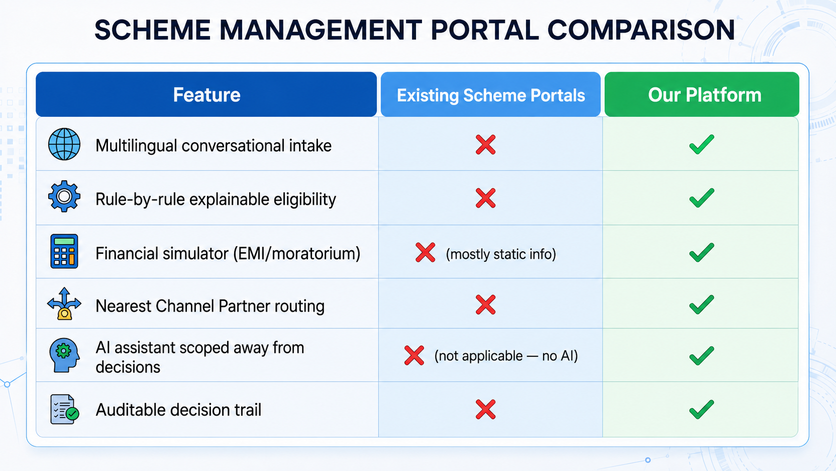 SCHEME MANAGEMENT PORTAL COMPARISON
Feature
Existing Scheme Portals
Our Platform
Multilingual conversational intake
Rule-by-rule explainable eligibility
Financial simulator (EMI/moratorium)
(mostly static info)
Nearest Channel Partner routing
AI assistant scoped away from
decisions
(not applicable — no AI)
Auditable decision trail